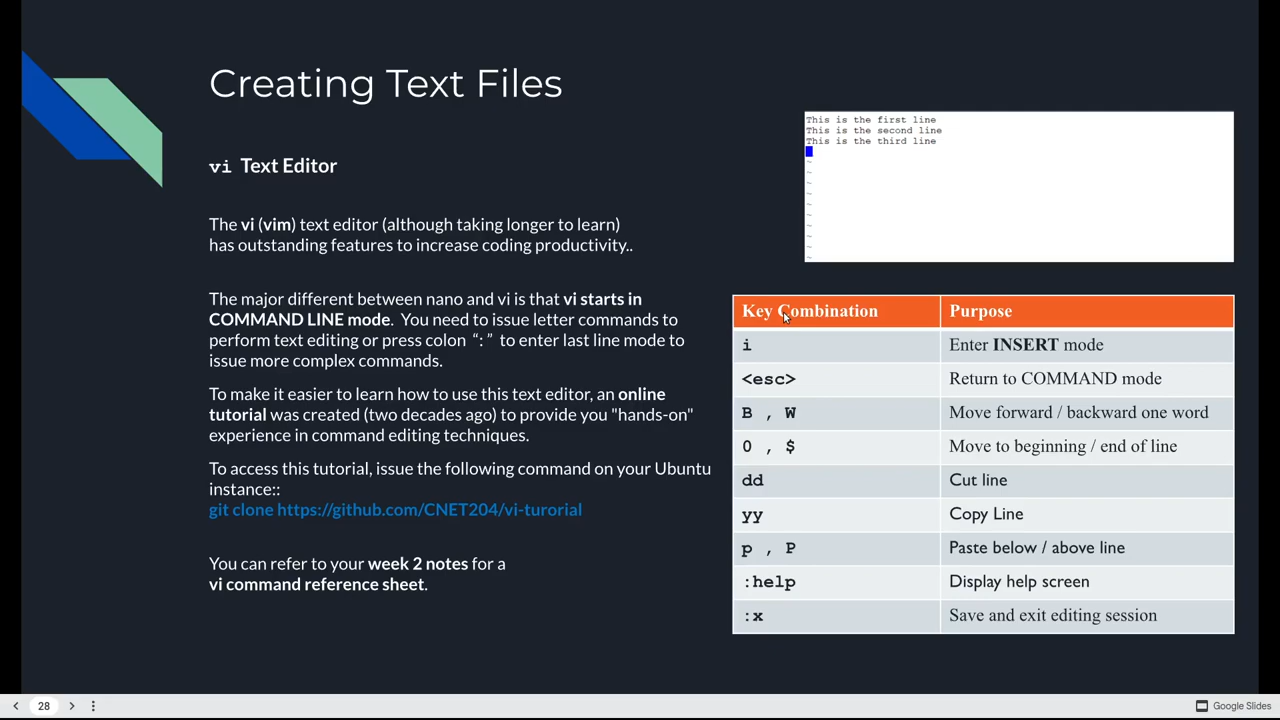 Creating Text Files
vi Text Editor
The vi (vim) text editor (although taking longer to learn)
has outstanding features to increase coding productivity..
The major different between nano and vi is that vi starts in
COMMAND LINE mode. You need to issue letter commands to
perform text editing or press colon “: ” to enter last line mode to
issue more complex commands.
To make it easier to learn how to use this text editor, an online
tutorial was created (two decades ago) to provide you "hands-on"
experience in command editing techniques.
To access this tutorial, issue the following command on your Ubuntu
instance::
git clone https://github.com/CNET204/vi-turorial
You can refer to your week 2 notes for a
vi command reference sheet.
This is the first line
This is the second line
This is the third line
~
~
~
~
~
~
~
~
~
~
Key Combination Purpose
i Enter INSERT mode
<esc> Return to COMMAND mode
B , W Move forward / backward one word
0 , $ Move to beginning / end of line
dd Cut line
yy Copy Line
p , P Paste below / above line
:help Display help screen
:x Save and exit editing session
28
Google Slides